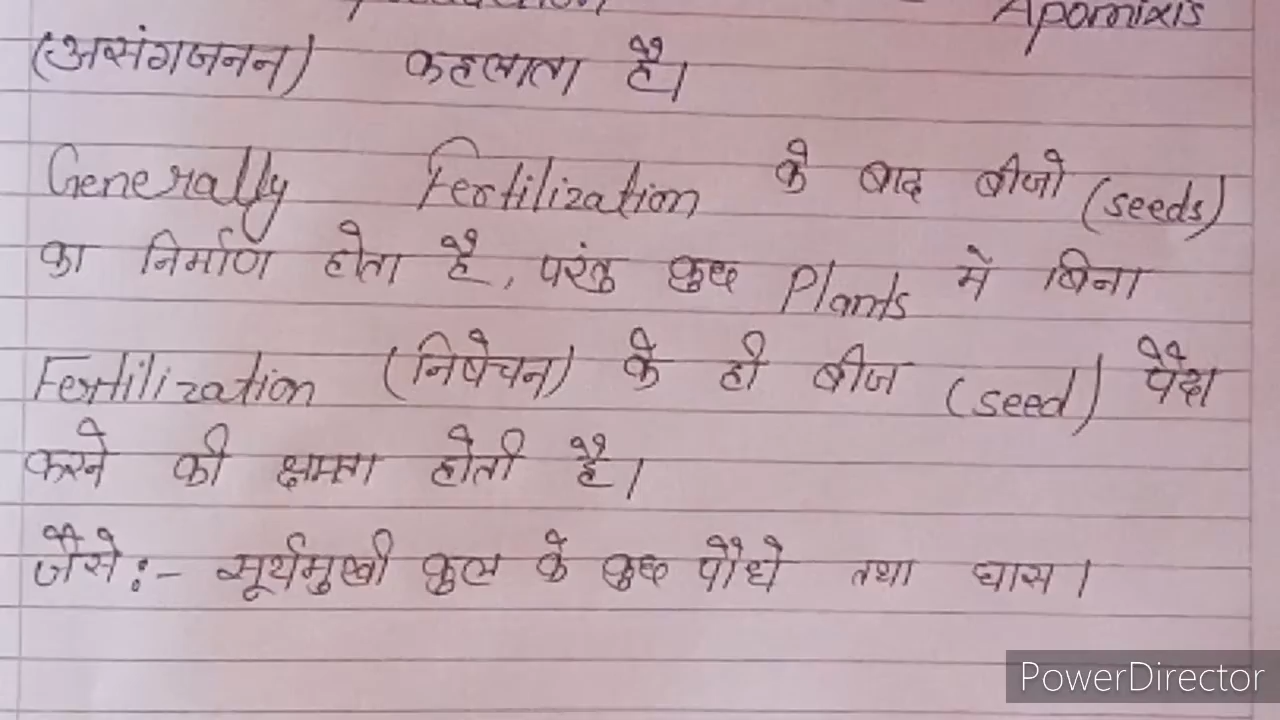 Apomixis
(असंगजनन) कहलाता है।
Generally Fertilization के बाद बीजो (seeds)
का निर्माण होता है, परंतु कुछ Plants में बिना
Fertilization (निषेचन) के ही बीज (seed) पैदा
करने की क्षमता होती है।
जैसे:- सूर्यमुखी कुल के कुछ पौधे तथा घास।
PowerDirector